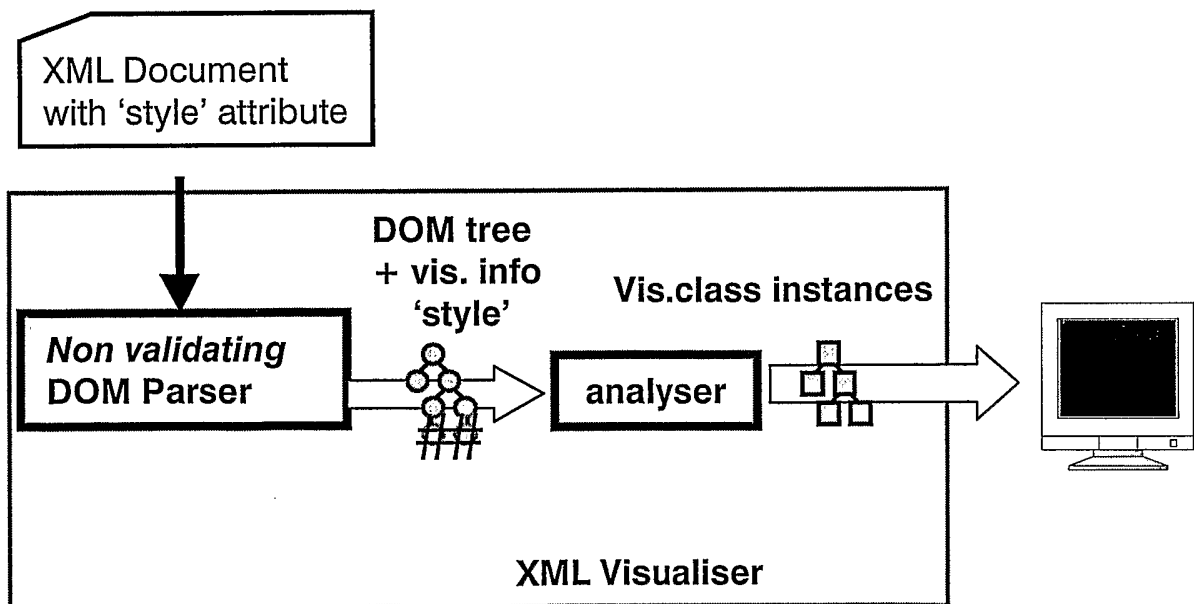 XML Document
with ‘style’ attribute
DOM tree
+ vis. info
‘style’
Vis.class instances
Non validating
DOM Parser
analyser
XML Visualiser